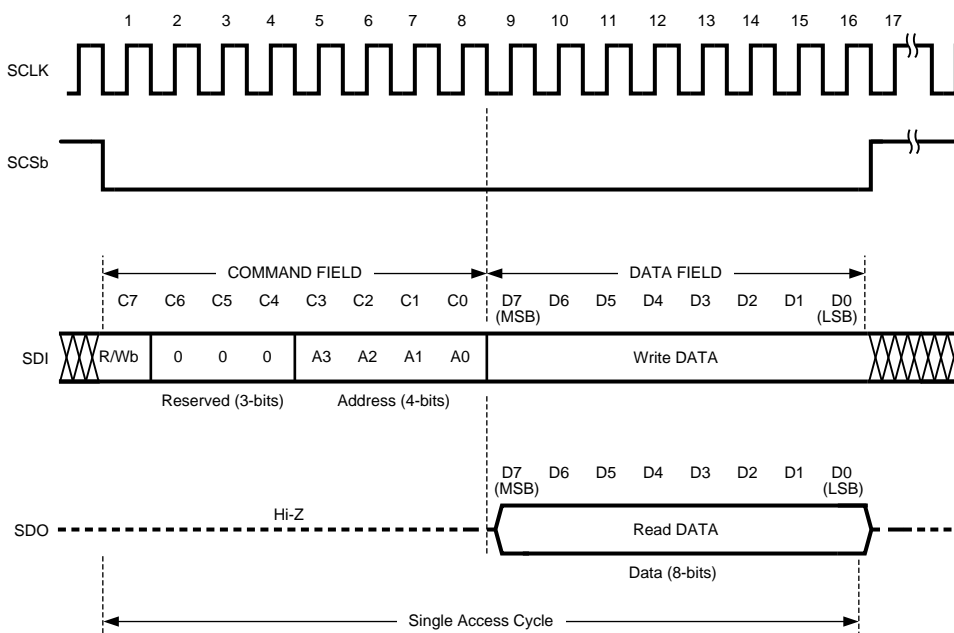 1 2 3 4 5 6 7 8 9 10 11 12 13 14 15 16 17
SCLK
SCSb
COMMAND FIELD DATA FIELD
C7 C6 C5 C4 C3 C2 C1 C0 D7 D6 D5 D4 D3 D2 D1 D0
(MSB) (LSB)
SDI R/Wb 0 0 0 A3 A2 A1 A0 Write DATA
Reserved (3-bits) Address (4-bits)
D7 D6 D5 D4 D3 D2 D1 D0
(MSB) (LSB)
Hi-Z
SDO Read DATA
Data (8-bits)
Single Access Cycle